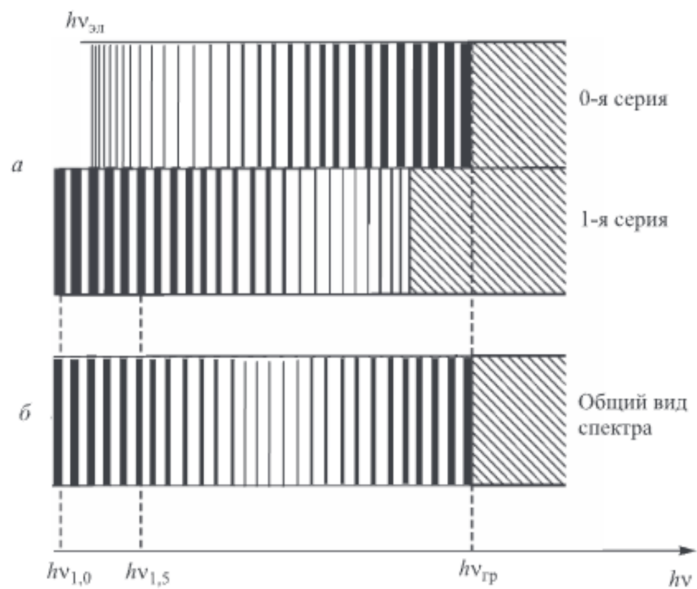 hν эл
0-я серия
а
1-я серия
б
Общий вид
спектра
hν1,0
hν1,5
hνгр
hν